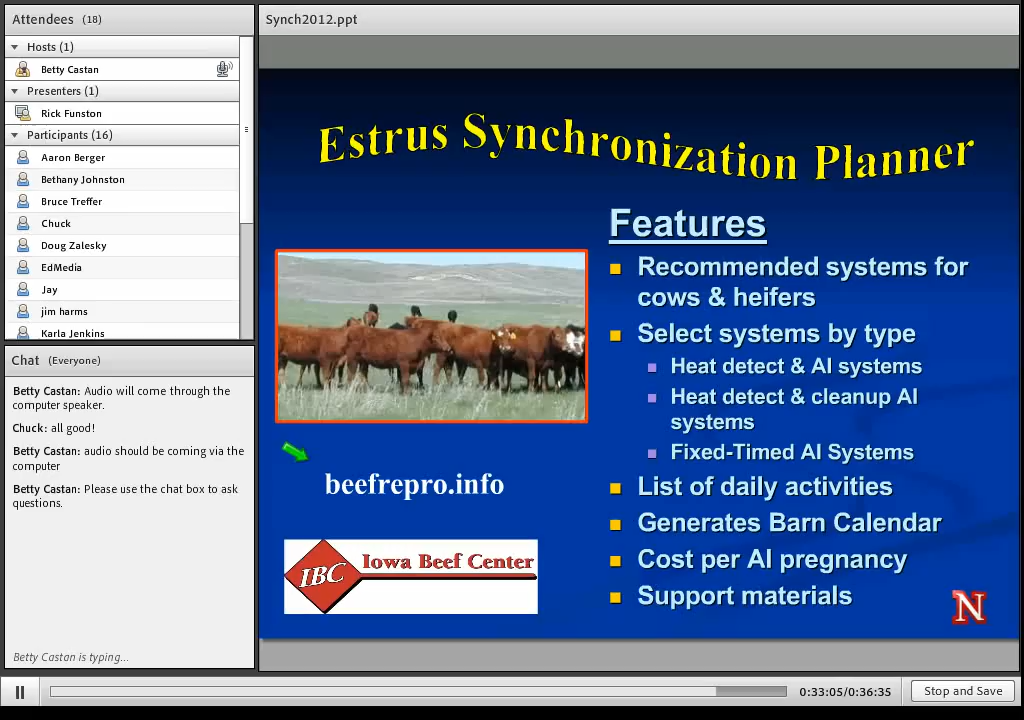 Attendees (18)
Hosts (1)
Betty Castan
Presenters (1)
Rick Funston
Participants (16)
Aaron Berger
Bethany Johnston
Bruce Treffer
Chuck
Doug Zalesky
EdMedia
Jay
jim harms
Karla Jenkins
Chat (Everyone)
Betty Castan: Audio will come through the
computer speaker.
Chuck: all good!
Betty Castan: audio should be coming via the
computer
Betty Castan: Please use the chat box to ask
questions.
Betty Castan is typing...
Synch2012.ppt
Estrus Synchronization Planner
Features
Recommended systems for
cows & heifers
Select systems by type
Heat detect & AI systems
Heat detect & cleanup AI
systems
Fixed-Timed AI Systems
List of daily activities
Generates Barn Calendar
Cost per AI pregnancy
Support materials
beefrepro.info
IBC Iowa Beef Center
N
0:33:05/0:36:35
Stop and Save